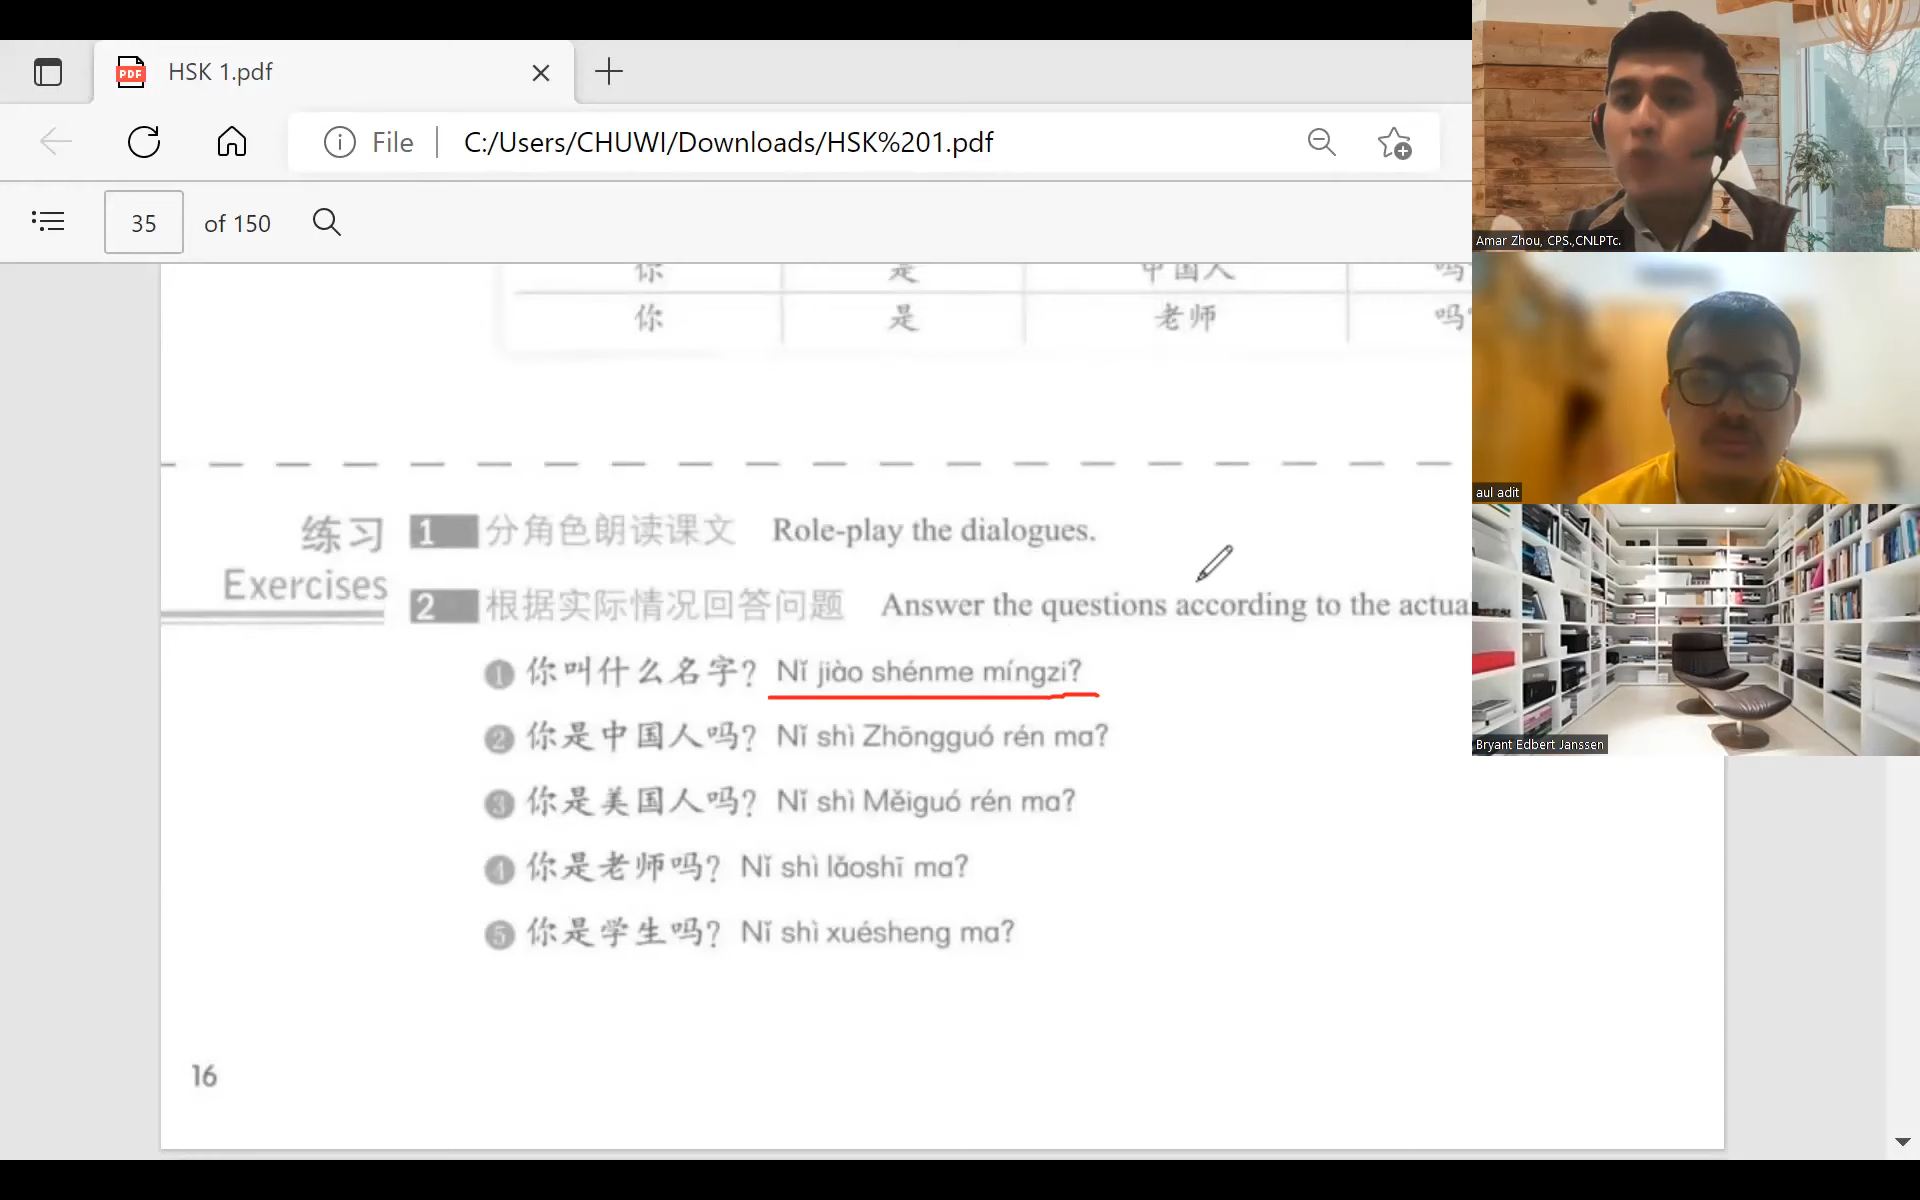 HSK 1.pdf
File C:/Users/CHUWI/Downloads/HSK%201.pdf
35 of 150
你 是 中国人 吗
你 是 老师 吗
练习 1 分角色朗读课文 Role-play the dialogues.
Exercises 2 根据实际情况回答问题 Answer the questions according to the actua
1 你叫什么名字? Nǐ jiào shénme míngzi?
2 你是中国人吗? Nǐ shì Zhōngguó rén ma?
3 你是美国人吗? Nǐ shì Měiguó rén ma?
4 你是老师吗? Nǐ shì lǎoshī ma?
5 你是学生吗? Nǐ shì xuésheng ma?
16
Amar Zhou, CPS.,CNLPTc.
aul adit
Bryant Edbert Janssen